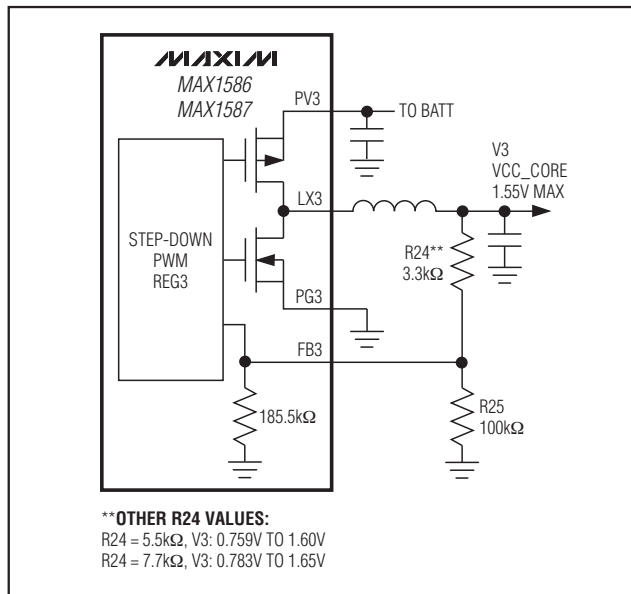 MAXIM
MAX1586
MAX1587
PV3
TO BATT
V3
VCC_CORE
1.55V MAX
LX3
STEP-DOWN
PWM
REG3
R24**
3.3kΩ
PG3
FB3
185.5kΩ
R25
100kΩ
**OTHER R24 VALUES:
R24 = 5.5kΩ, V3: 0.759V TO 1.60V
R24 = 7.7kΩ, V3: 0.783V TO 1.65V